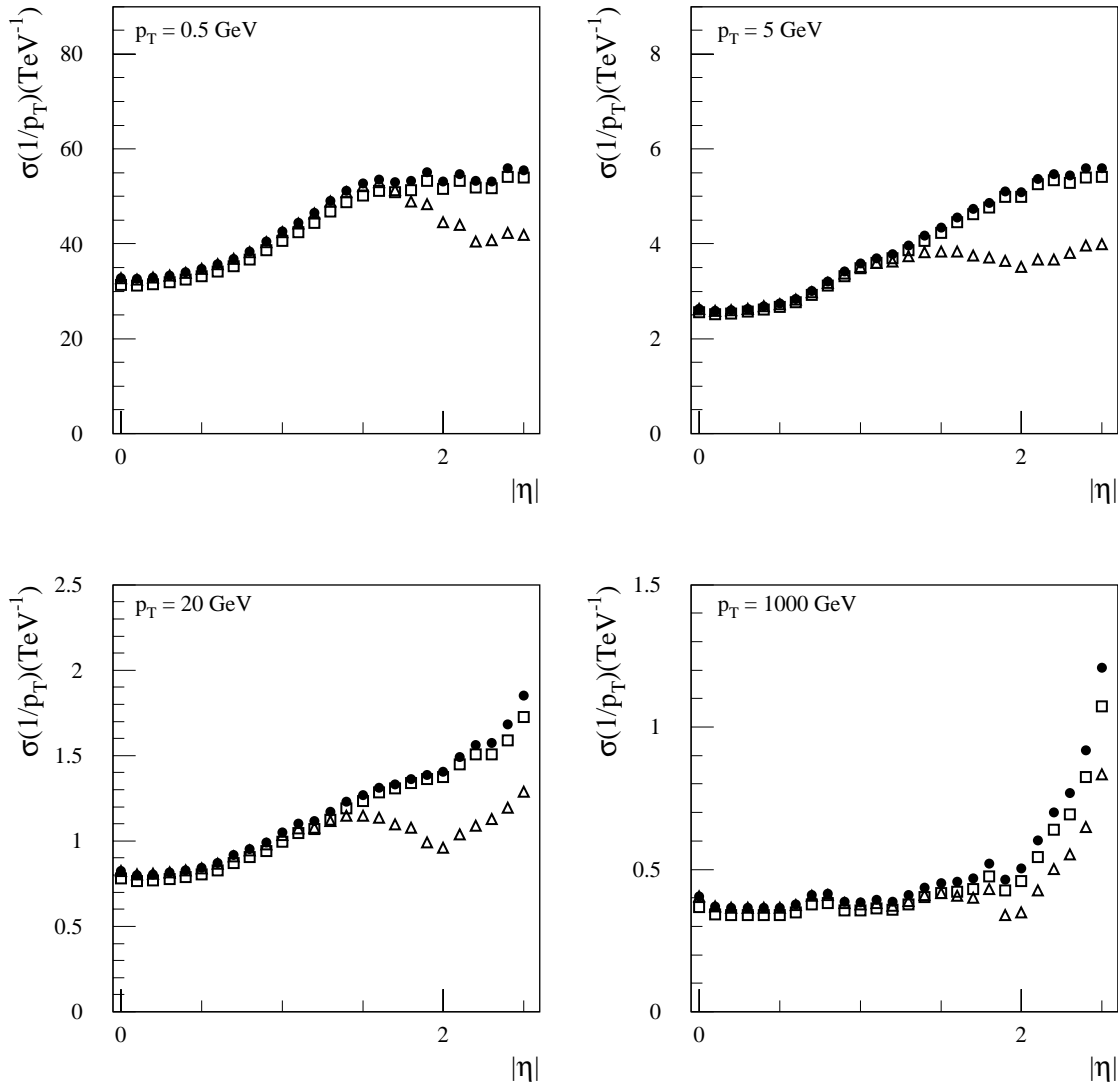 p_T = 0.5 GeV
σ(1/p_T)(TeV^-1)
80
60
40
20
0
0
2
|η|
p_T = 5 GeV
σ(1/p_T)(TeV^-1)
8
6
4
2
0
0
2
|η|
p_T = 20 GeV
σ(1/p_T)(TeV^-1)
2.5
2
1.5
1
0.5
0
0
2
|η|
p_T = 1000 GeV
σ(1/p_T)(TeV^-1)
1.5
1
0.5
0
0
2
|η|